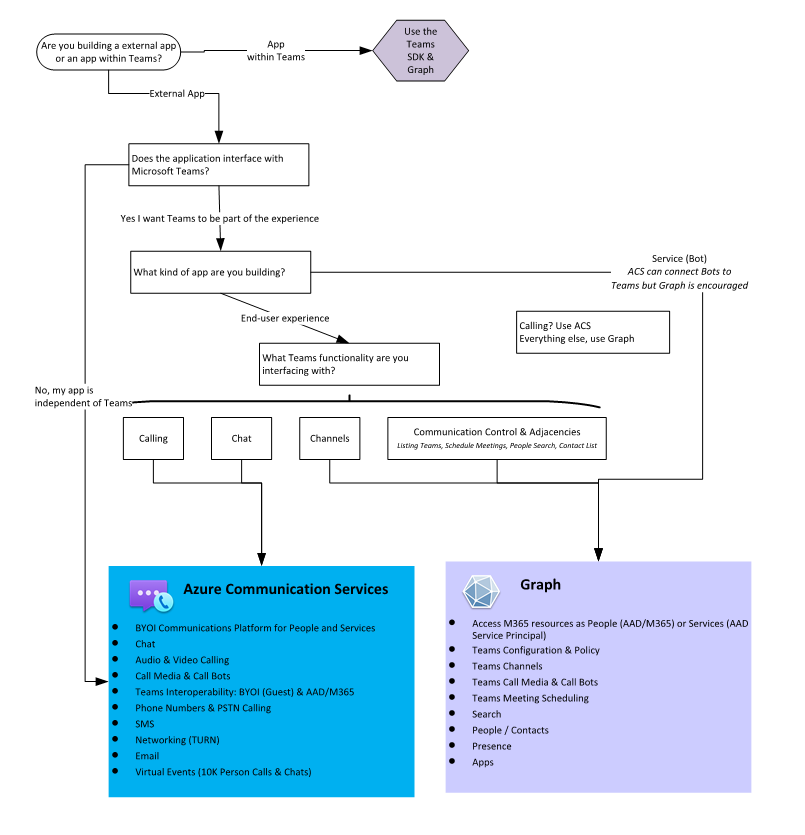 Are you building a external app
or an app within Teams?
App
within Teams
Use the
Teams
SDK &
Graph
External App
Does the application interface with
Microsoft Teams?
Yes I want Teams to be part of the experience
What kind of app are you building?
Service (Bot)
ACS can connect Bots to
Teams but Graph is encouraged
End-user experience
Calling? Use ACS
Everything else, use Graph
What Teams functionality are you
interfacing with?
No, my app is
independent of Teams
Calling
Chat
Channels
Communication Control & Adjacencies
Listing Teams, Schedule Meetings, People Search, Contact List
Azure Communication Services
BYOI Communications Platform for People and Services
Chat
Audio & Video Calling
Call Media & Call Bots
Teams Interoperability: BYOI (Guest) & AAD/M365
Phone Numbers & PSTN Calling
SMS
Networking (TURN)
Email
Virtual Events (10K Person Calls & Chats)
Graph
Access M365 resources as People (AAD/M365) or Services (AAD
Service Principal)
Teams Configuration & Policy
Teams Channels
Teams Call Media & Call Bots
Teams Meeting Scheduling
Search
People / Contacts
Presence
Apps